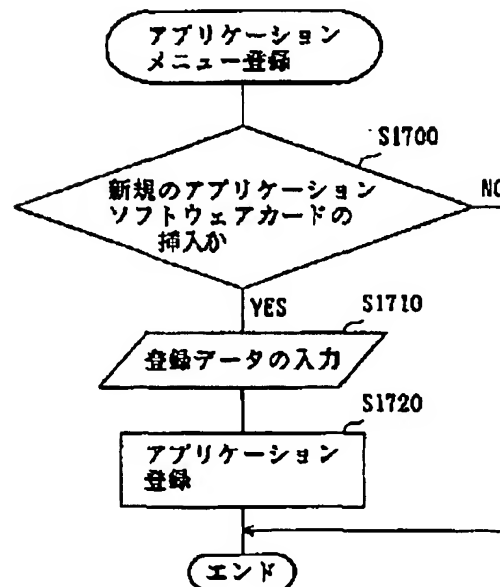 アプリケーション
メニュー登録
S1700
新規のアプリケーション
ソフトウェアカードの
挿入か
NO
YES
S1710
登録データの入力
S1720
アプリケーション
登録
エンド